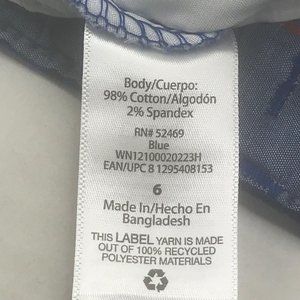 Body/Cuerpo:
98% Cotton/Algodón
2% Spandex
RN# 52469
Blue
WN12100020223H
EAN/UPC 8 1295408153
6
Made In/Hecho En
Bangladesh
THIS LABEL YARN IS MADE
OUT OF 100% RECYCLED
POLYESTER MATERIALS